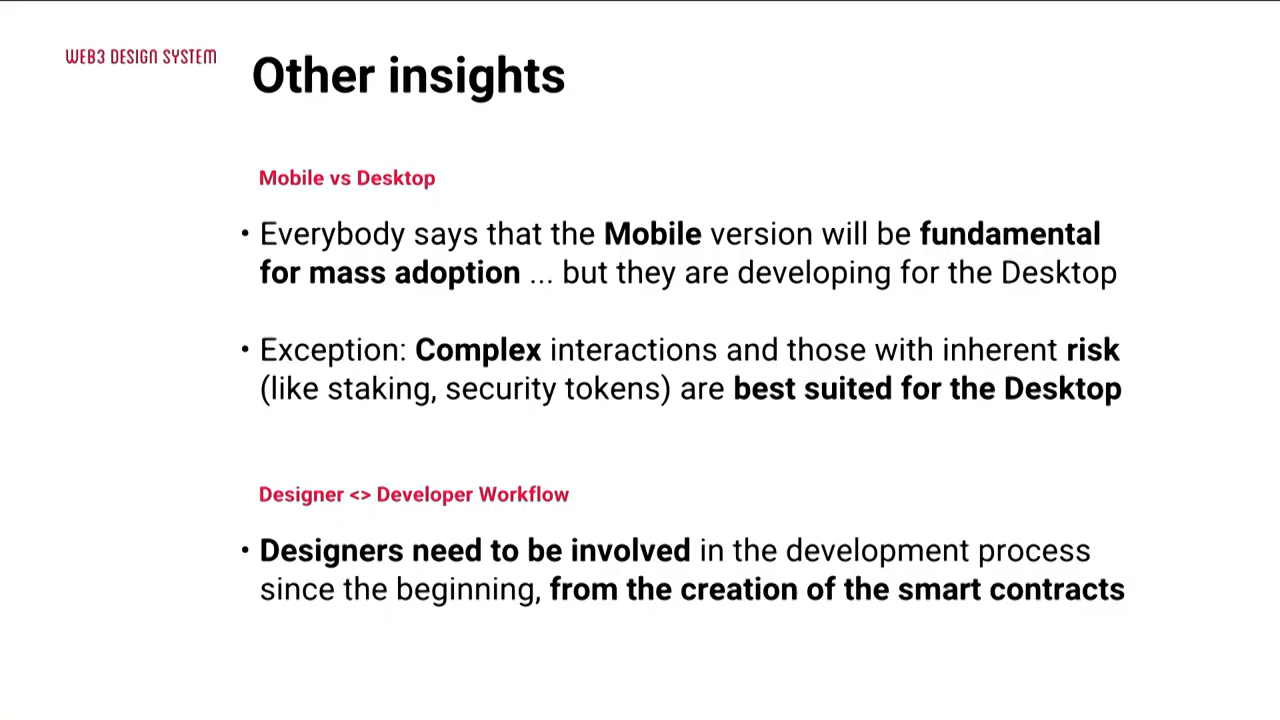 WEB3 DESIGN SYSTEM
Other insights
Mobile vs Desktop
• Everybody says that the Mobile version will be fundamental
for mass adoption ... but they are developing for the Desktop
• Exception: Complex interactions and those with inherent risk
(like staking, security tokens) are best suited for the Desktop
Designer <> Developer Workflow
• Designers need to be involved in the development process
since the beginning, from the creation of the smart contracts